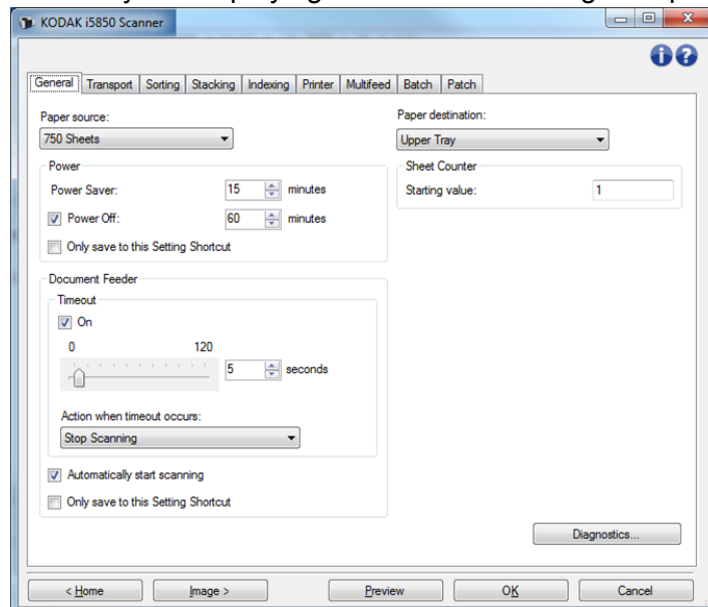 KODAK i5850 Scanner
General Transport Sorting Stacking Indexing Printer Multifeed Batch Patch
Paper source:
750 Sheets
Paper destination:
Upper Tray
Power
Power Saver: 15 minutes
Power Off: 60 minutes
Only save to this Setting Shortcut
Sheet Counter
Starting value: 1
Document Feeder
Timeout
On
0 120
5 seconds
Action when timeout occurs:
Stop Scanning
Automatically start scanning
Only save to this Setting Shortcut
Diagnostics...
< Home Image > Preview OK Cancel